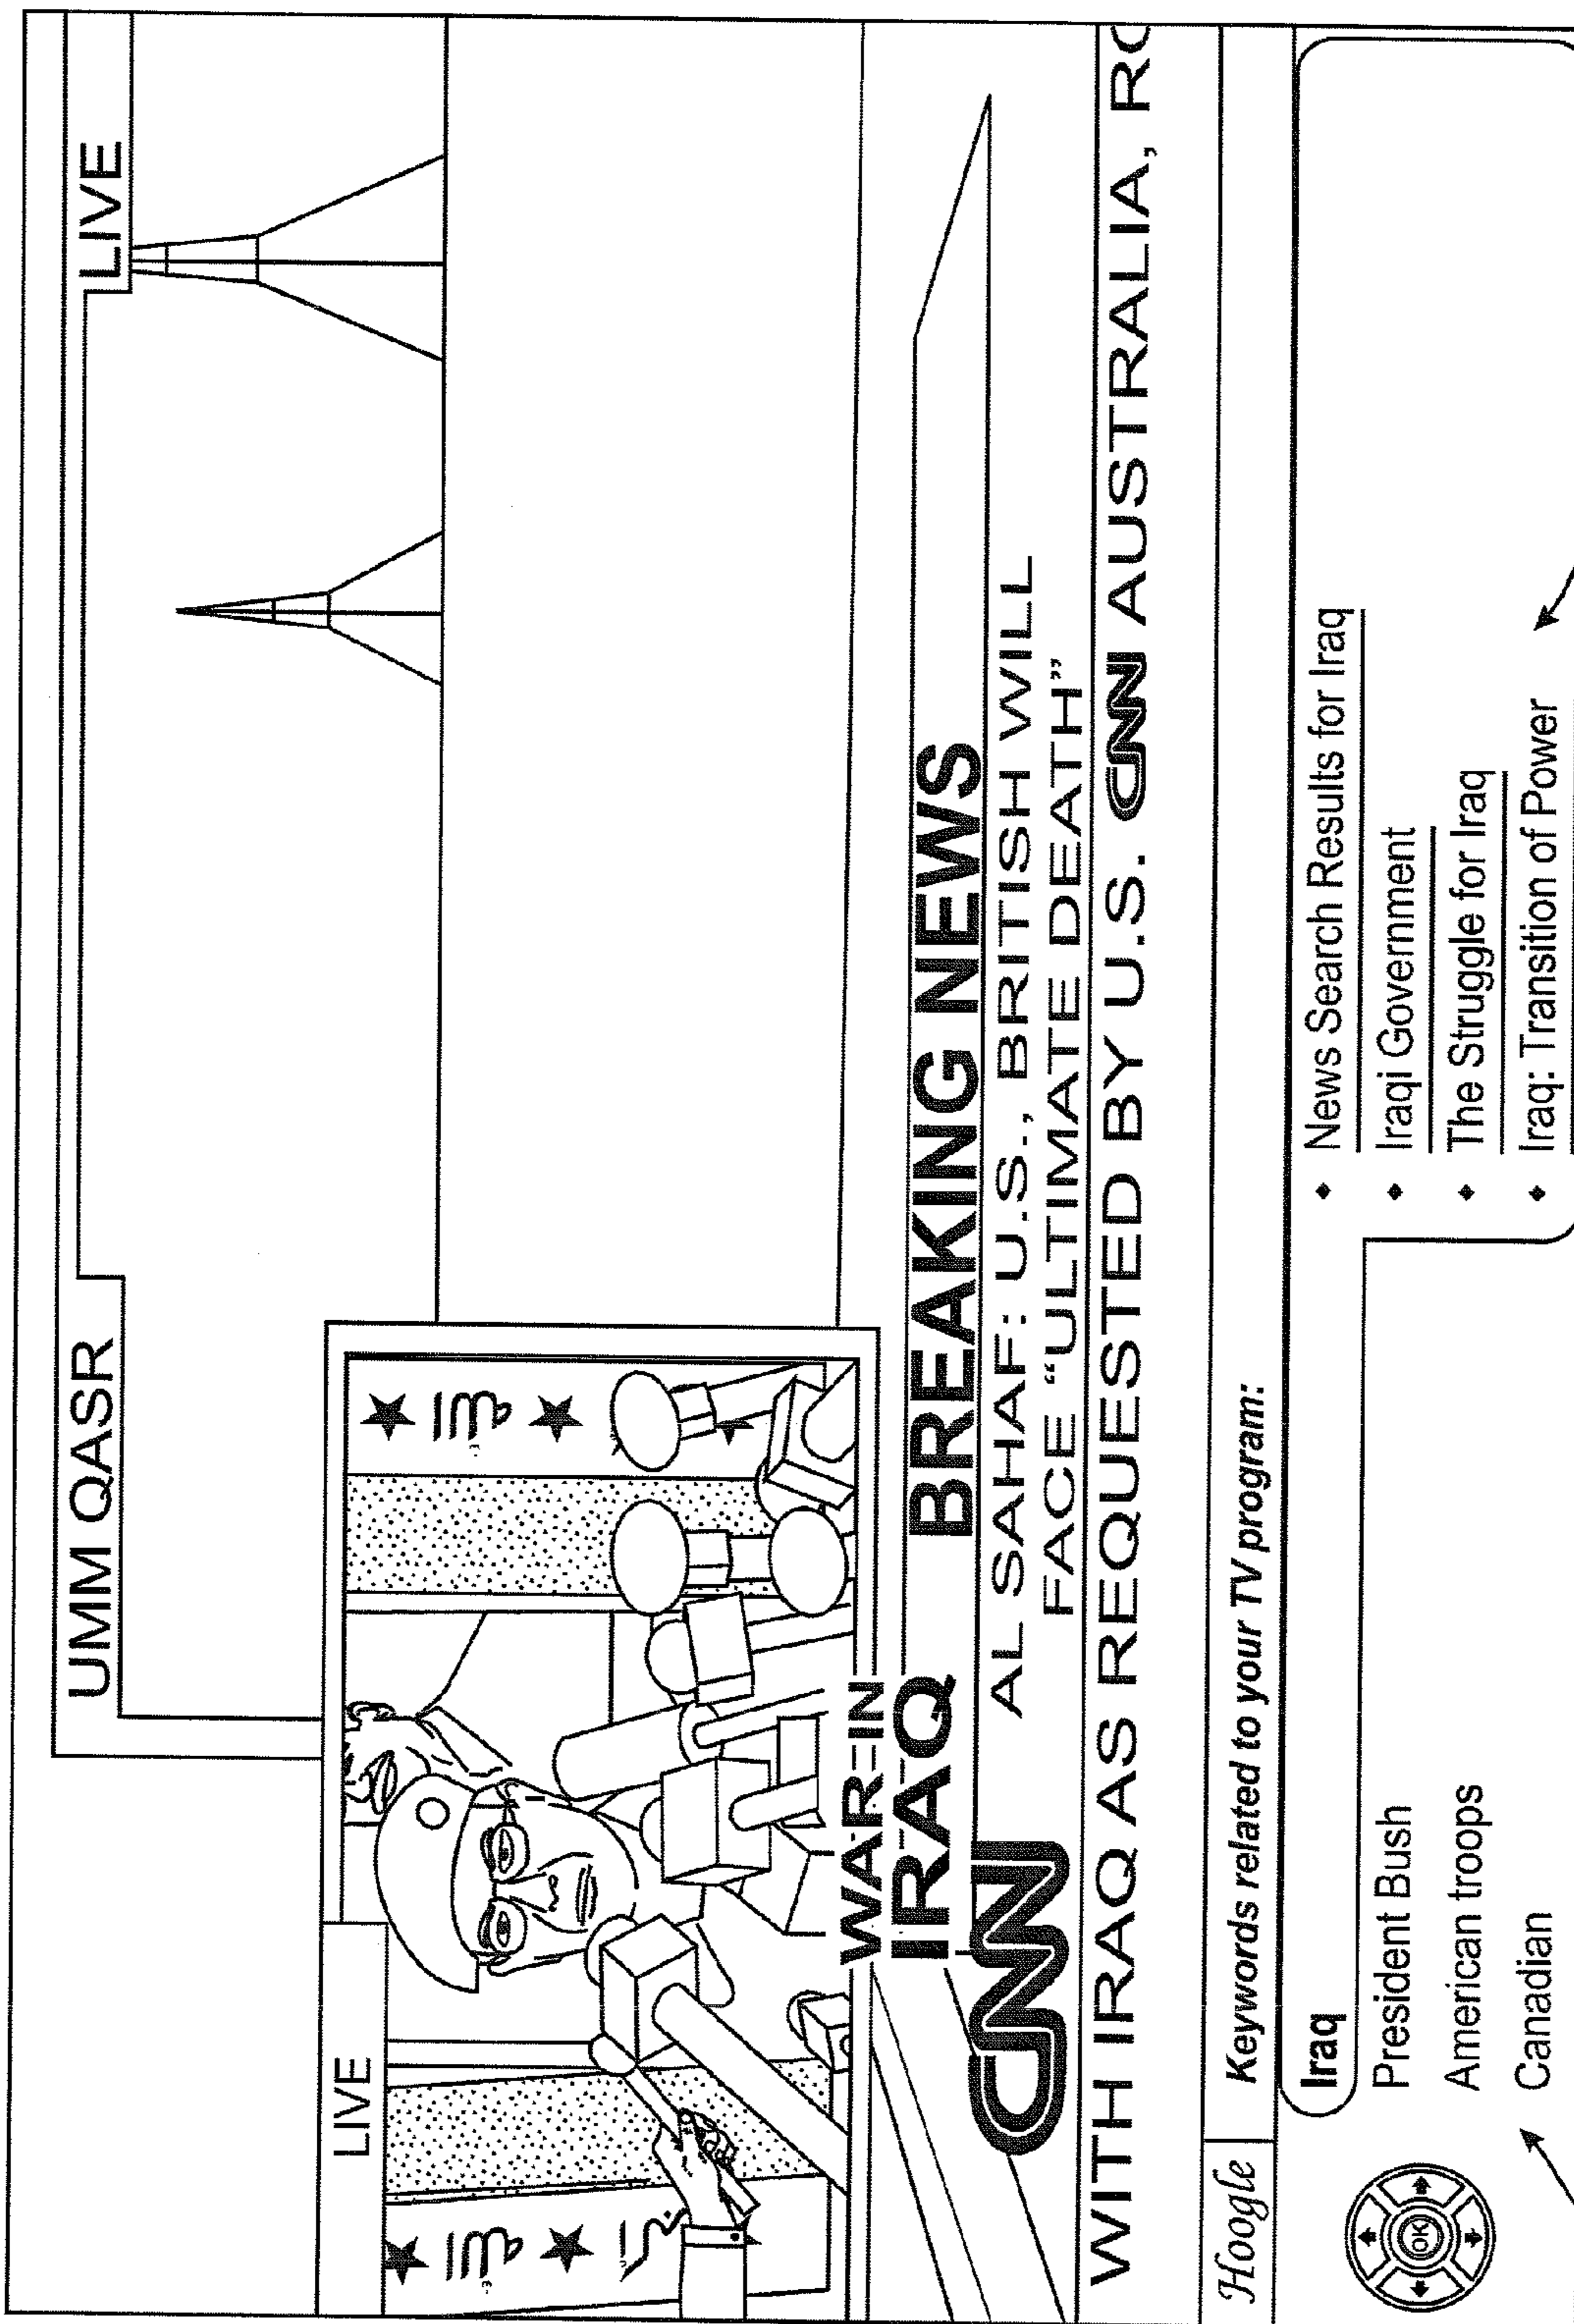 UMM QASR
LIVE
LIVE
الله
الله
WAR IN
IRAQ
BREAKING NEWS
CNN
AL SAHAF: U.S., BRITISH WILL
FACE “ULTIMATE DEATH”
WITH IRAQ AS REQUESTED BY U.S. CNN AUSTRALIA,
Hoogle
Keywords related to your TV program:
Iraq
President Bush
American troops
Canadian
OK
News Search Results for Iraq
Iraqi Government
The Struggle for Iraq
Iraq: Transition of Power